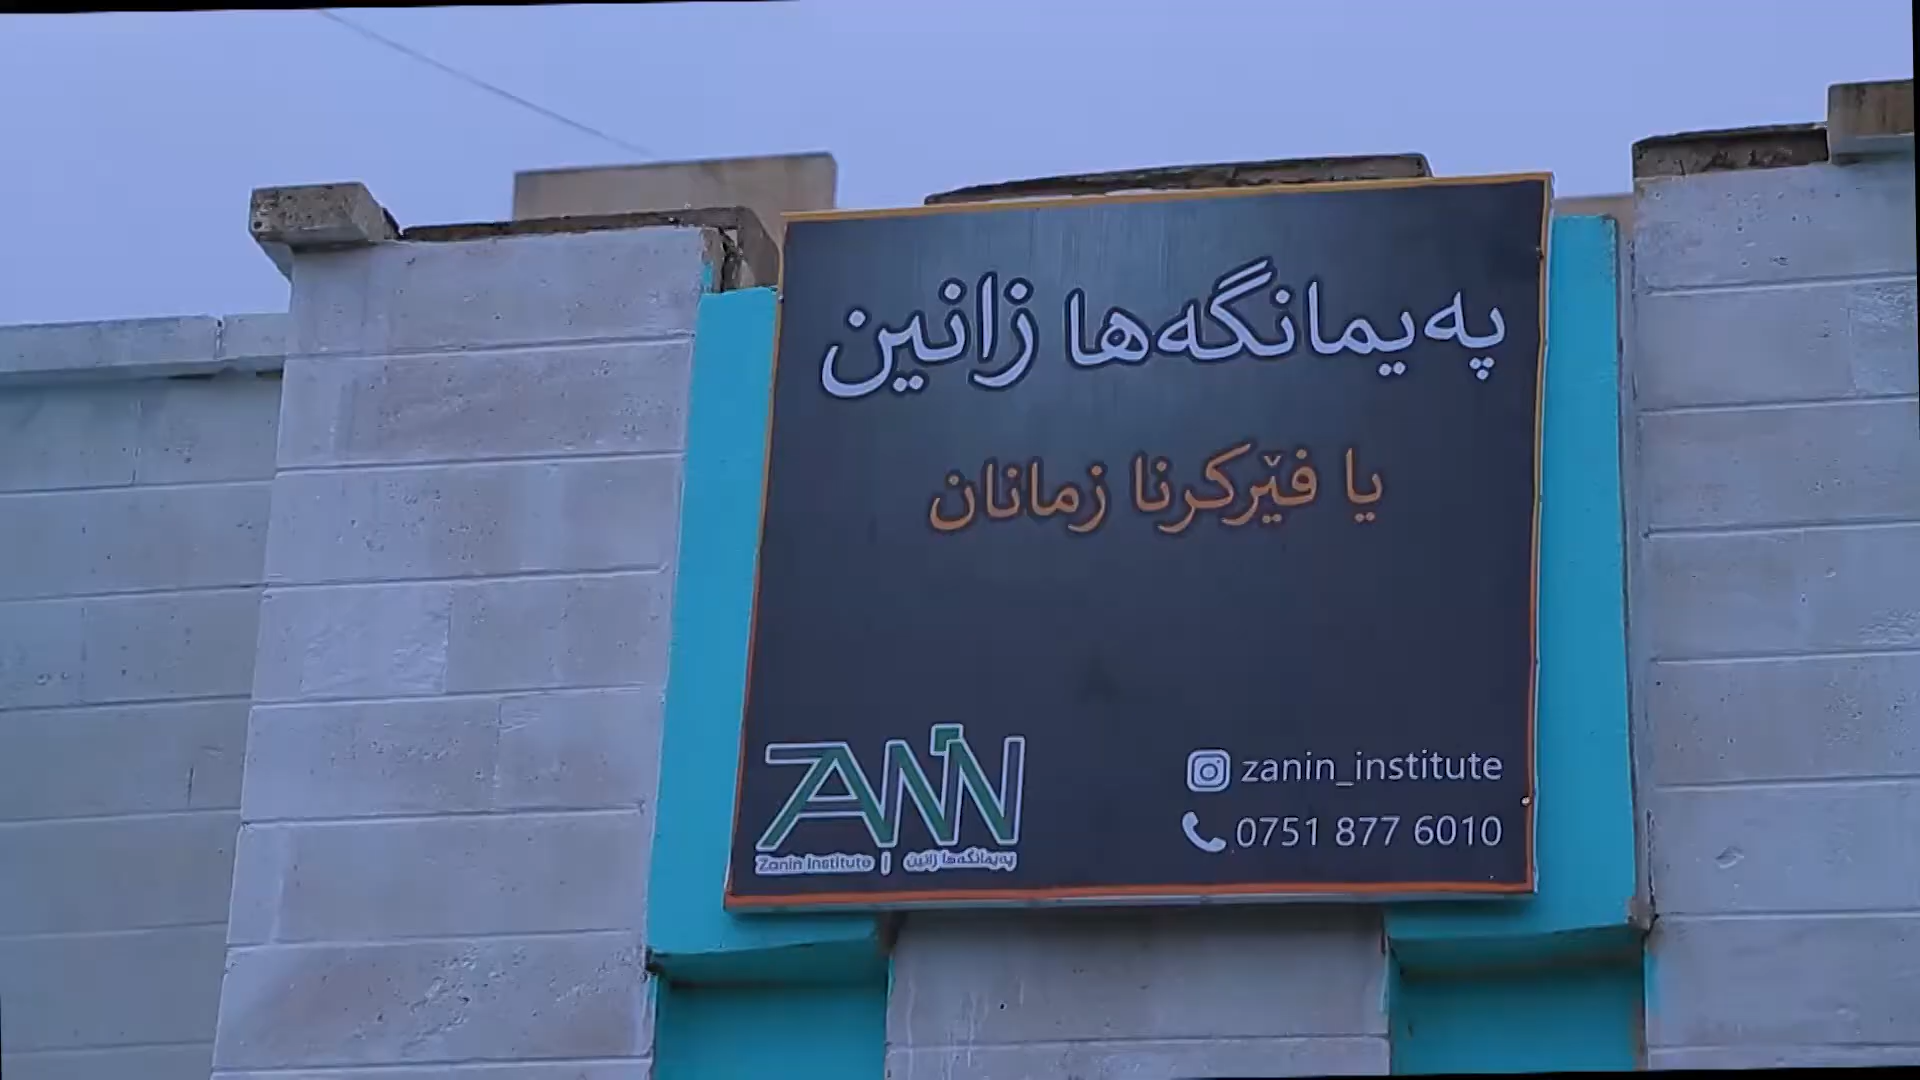 پەیمانگەها زانین
یا فێرکرنا زمانان
zanin_institute
0751 877 6010
ZANIN
Zanin Institute | پەیمانگەها زانین